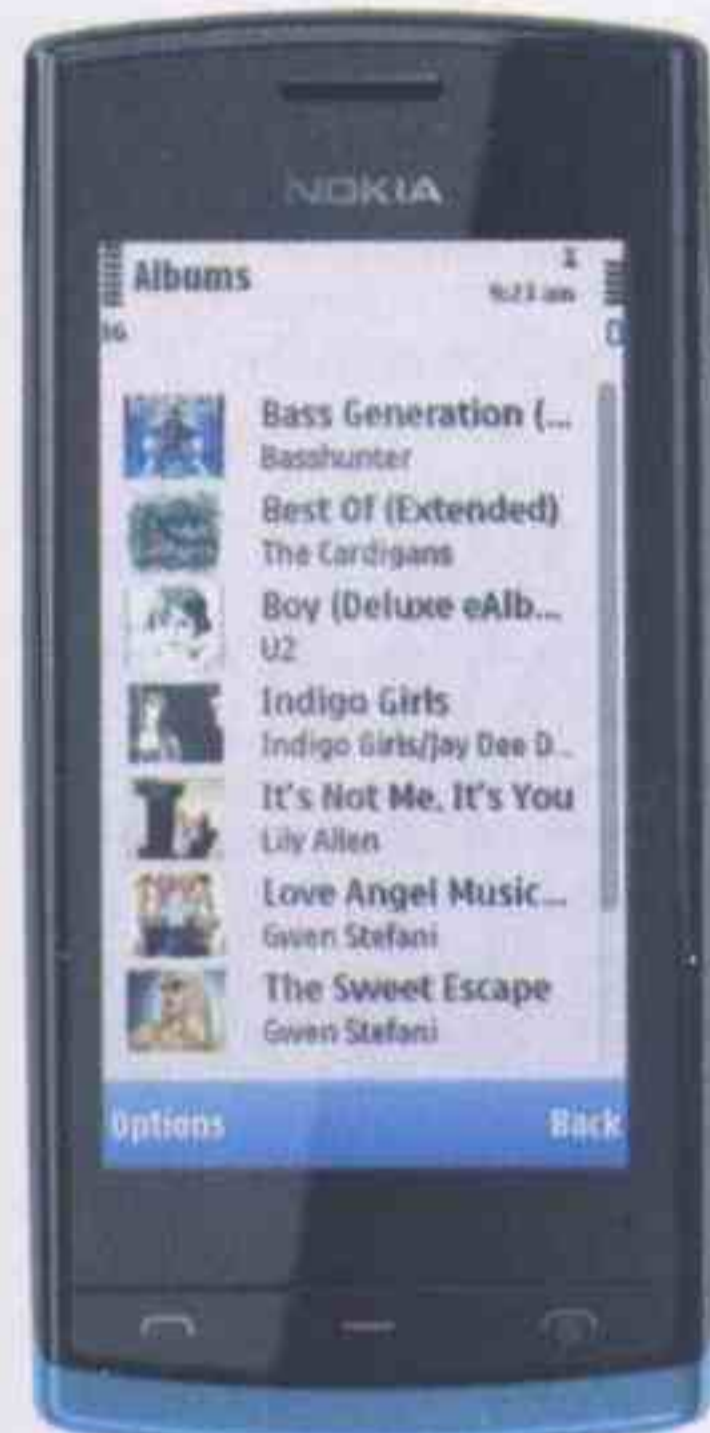 NOKIA
Albums
9:23 am
3G
Bass Generation (...
Basshunter
Best Of (Extended)
The Cardigans
Boy (Deluxe eAlb...
U2
Indigo Girls
Indigo Girls/Jay Dee D...
It's Not Me, It's You
Lily Allen
Love Angel Music...
Gwen Stefani
The Sweet Escape
Gwen Stefani
Options
Back